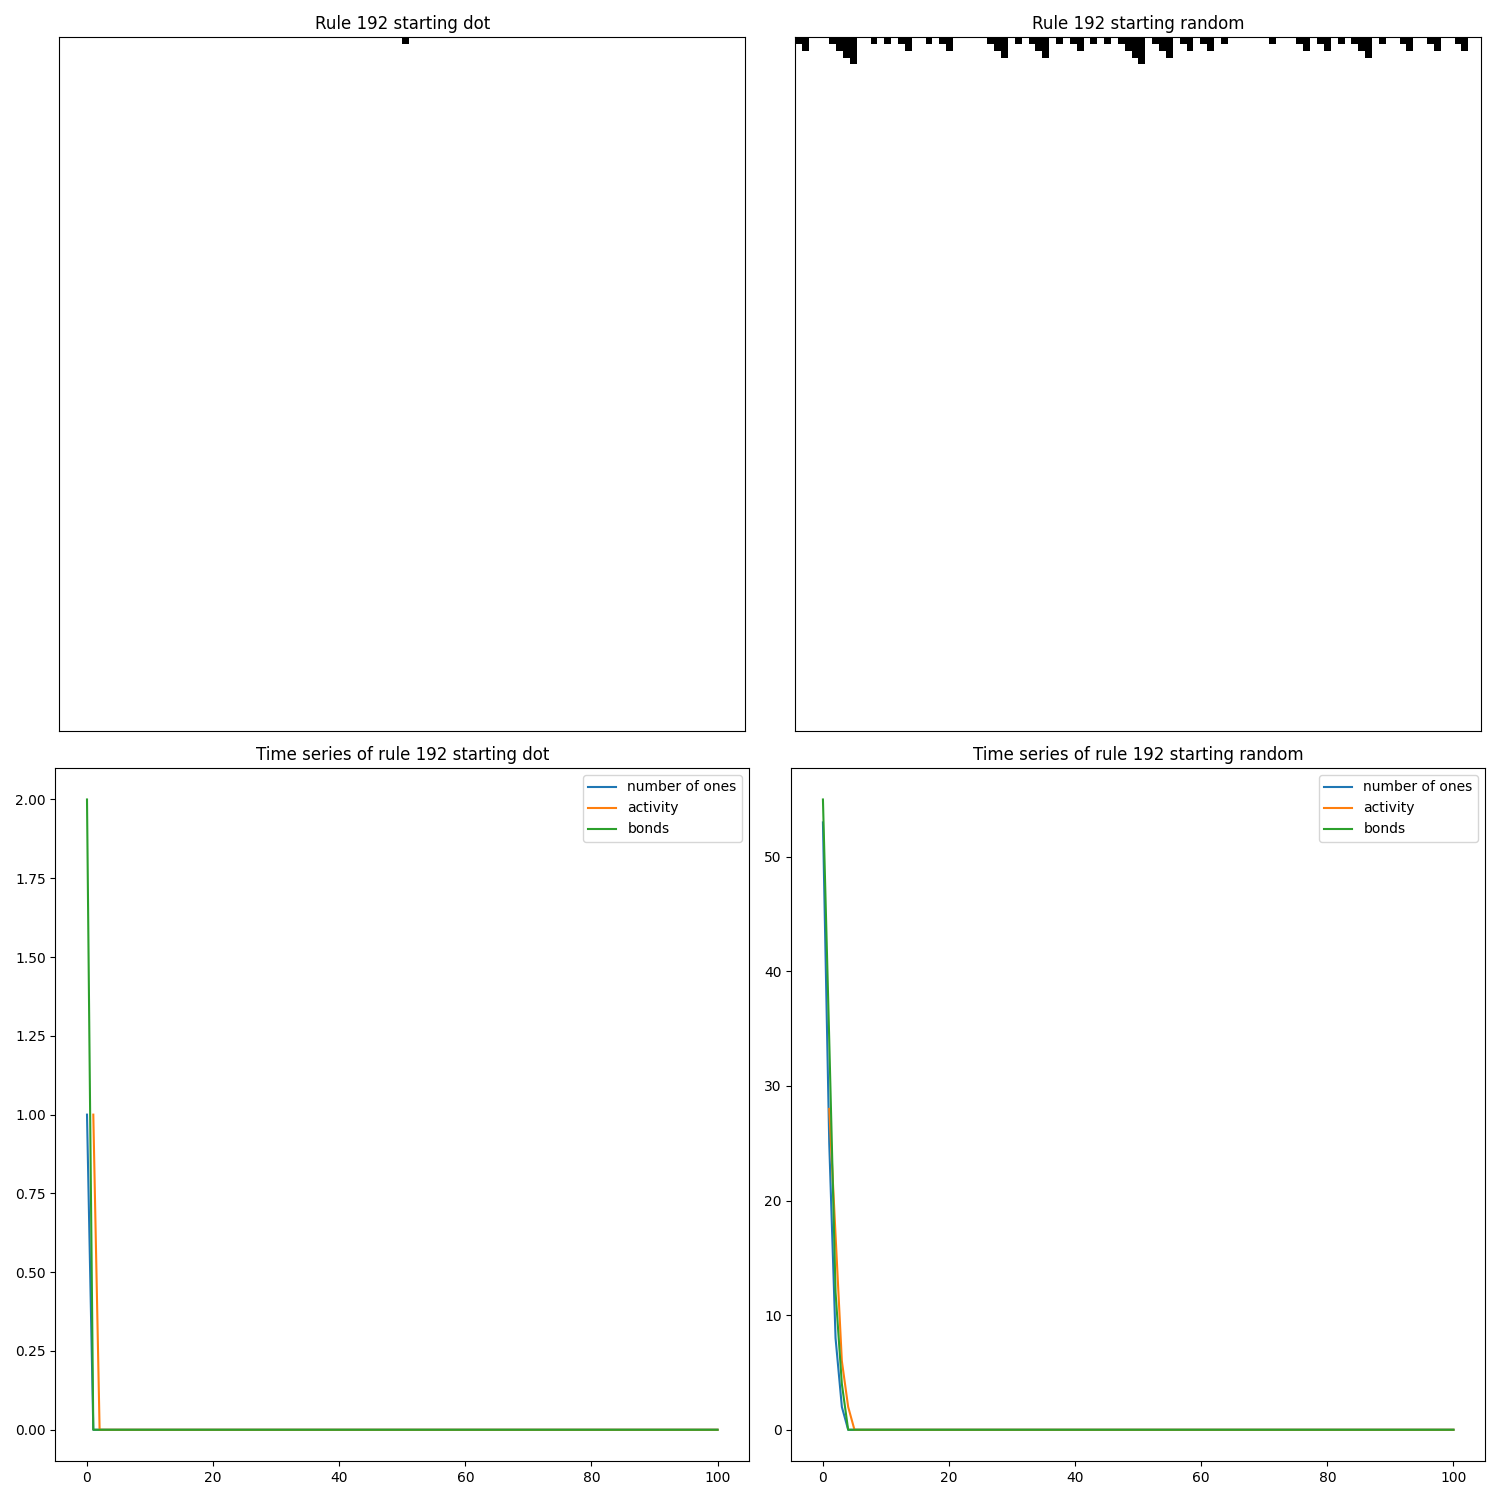 Rule 192 starting dot
Rule 192 starting random
Time series of rule 192 starting dot
number of ones
activity
bonds
2.00
1.75
1.50
1.25
1.00
0.75
0.50
0.25
0.00
0 20 40 60 80 100
Time series of rule 192 starting random
number of ones
activity
bonds
50
40
30
20
10
0
0 20 40 60 80 100